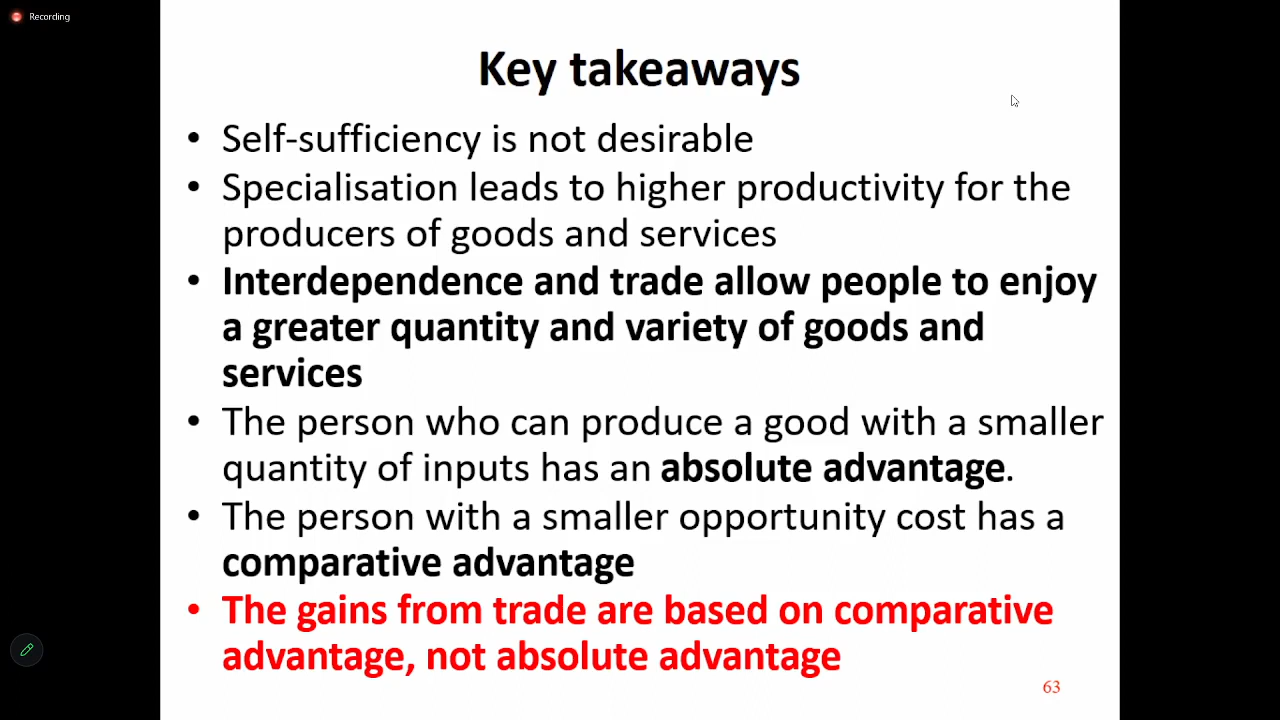 Recording
Key takeaways
• Self-sufficiency is not desirable
• Specialisation leads to higher productivity for the
producers of goods and services
• Interdependence and trade allow people to enjoy
a greater quantity and variety of goods and
services
• The person who can produce a good with a smaller
quantity of inputs has an absolute advantage.
• The person with a smaller opportunity cost has a
comparative advantage
• The gains from trade are based on comparative
advantage, not absolute advantage
63